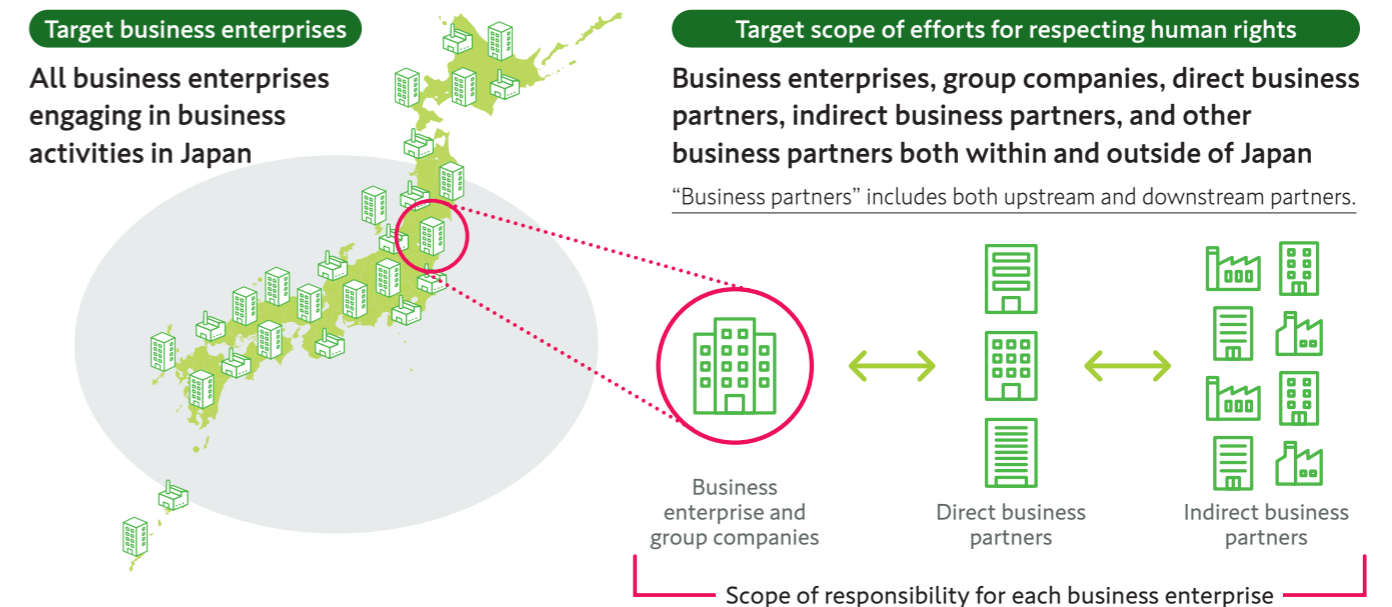 Target business enterprises
All business enterprises
engaging in business
activities in Japan
Target scope of efforts for respecting human rights
Business enterprises, group companies, direct business
partners, indirect business partners, and other
business partners both within and outside of Japan
“Business partners” includes both upstream and downstream partners.
Business
enterprise and
group companies
Direct business
partners
Indirect business
partners
Scope of responsibility for each business enterprise